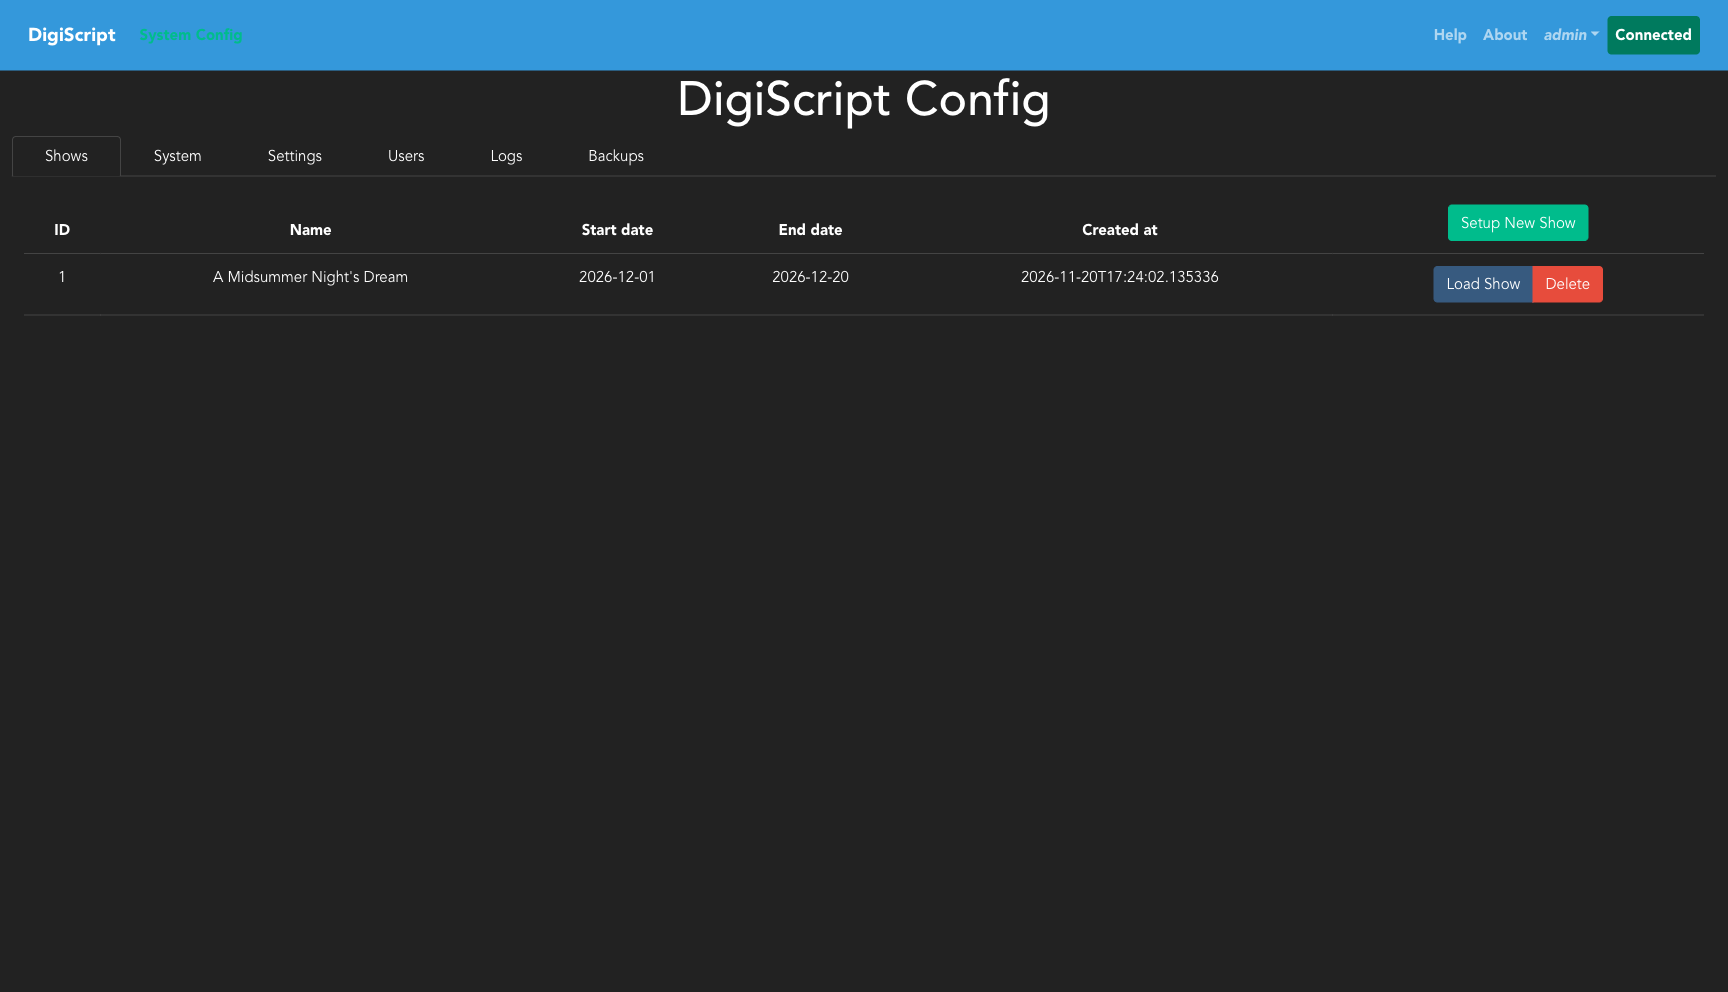 DigiScript System Config Help About admin Connected
DigiScript Config
Shows System Settings Users Logs Backups
ID Name Start date End date Created at Setup New Show
1 A Midsummer Night's Dream 2026-12-01 2026-12-20 2026-11-20T17:24:02.135336 Load Show Delete